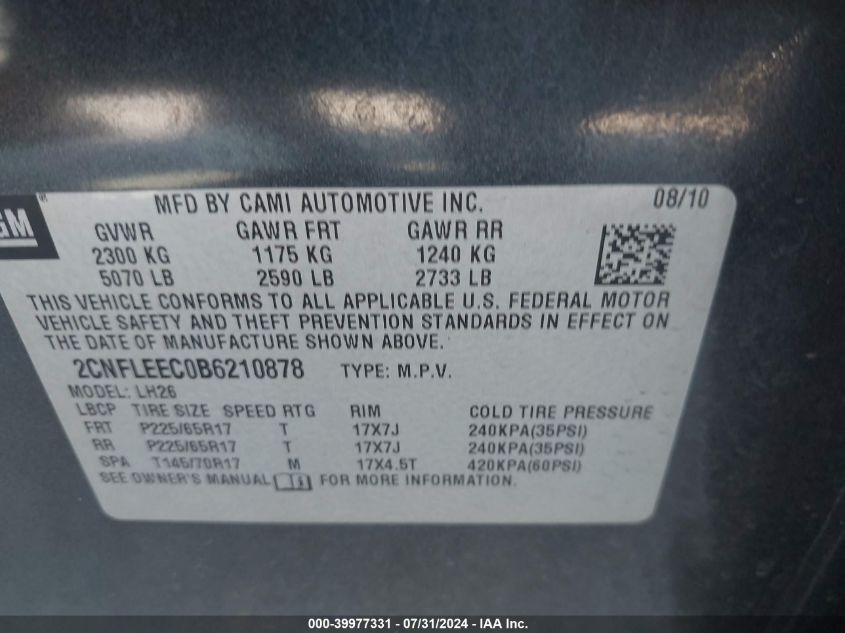 GM
MFD BY CAMI AUTOMOTIVE INC. 08/10
GVWR GAWR FRT GAWR RR
2300 KG 1175 KG 1240 KG
5070 LB 2590 LB 2733 LB
THIS VEHICLE CONFORMS TO ALL APPLICABLE U.S. FEDERAL MOTOR
VEHICLE SAFETY AND THEFT PREVENTION STANDARDS IN EFFECT ON
THE DATE OF MANUFACTURE SHOWN ABOVE.
2CNFLEEC0B6210878 TYPE: M.P.V.
MODEL: LH26
LBCP TIRE SIZE SPEED RTG RIM COLD TIRE PRESSURE
FRT P225/65R17 T 17X7J 240KPA(35PSI)
RR P225/65R17 T 17X7J 240KPA(35PSI)
SPA T145/70R17 M 17X4.5T 420KPA(60PSI)
SEE OWNER'S MANUAL FOR MORE INFORMATION.
000-39977331 / 07/31/2024 - © IAA Inc.